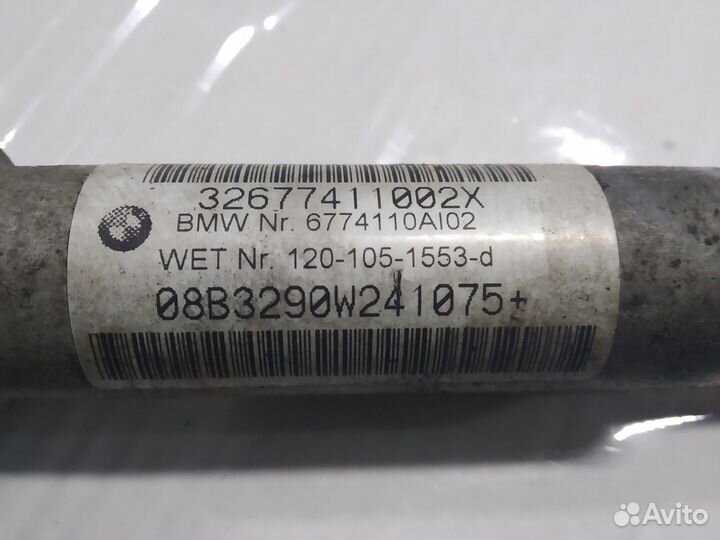 32677411002X
BMW Nr. 6774110AI02
WET Nr. 120-105-1553-d
08B3290W241075+
Avito